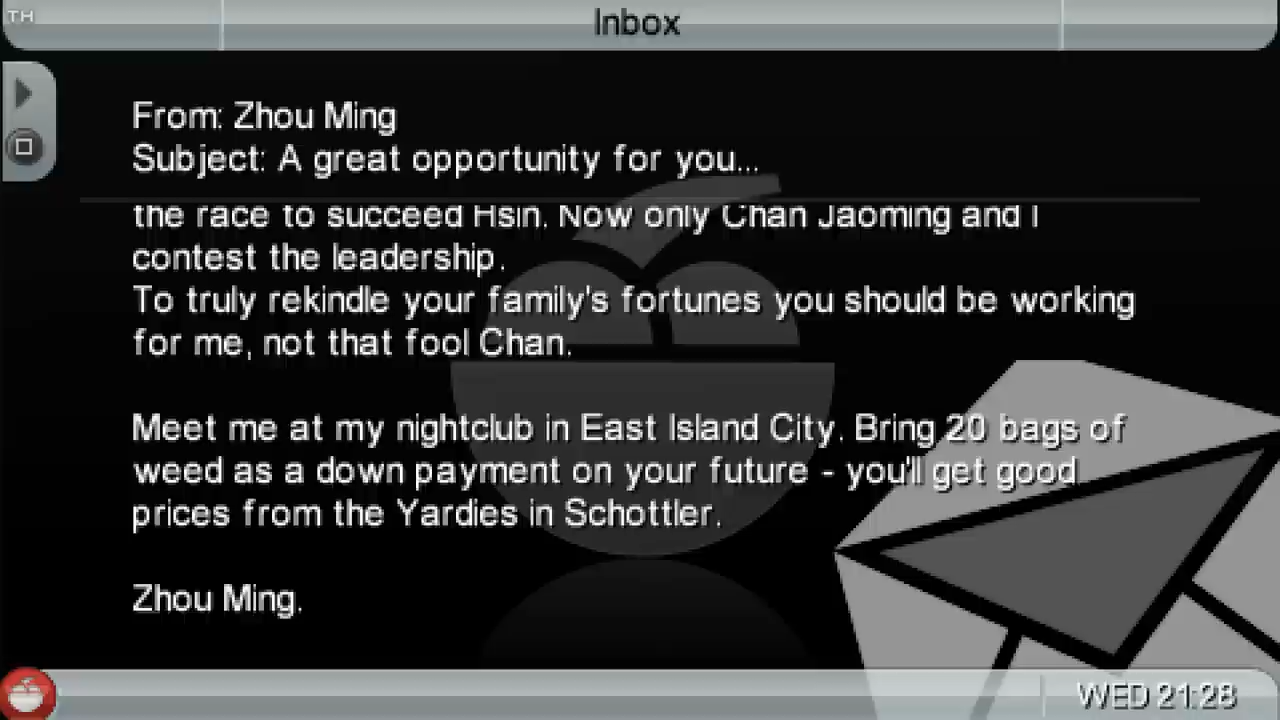 TH
Inbox
From: Zhou Ming
Subject: A great opportunity for you...
the race to succeed Hsin. Now only Chan Jaoming and I
contest the leadership.
To truly rekindle your family's fortunes you should be working
for me, not that fool Chan.
Meet me at my nightclub in East Island City. Bring 20 bags of
weed as a down payment on your future - you'll get good
prices from the Yardies in Schottler.
Zhou Ming.
WED 21:28